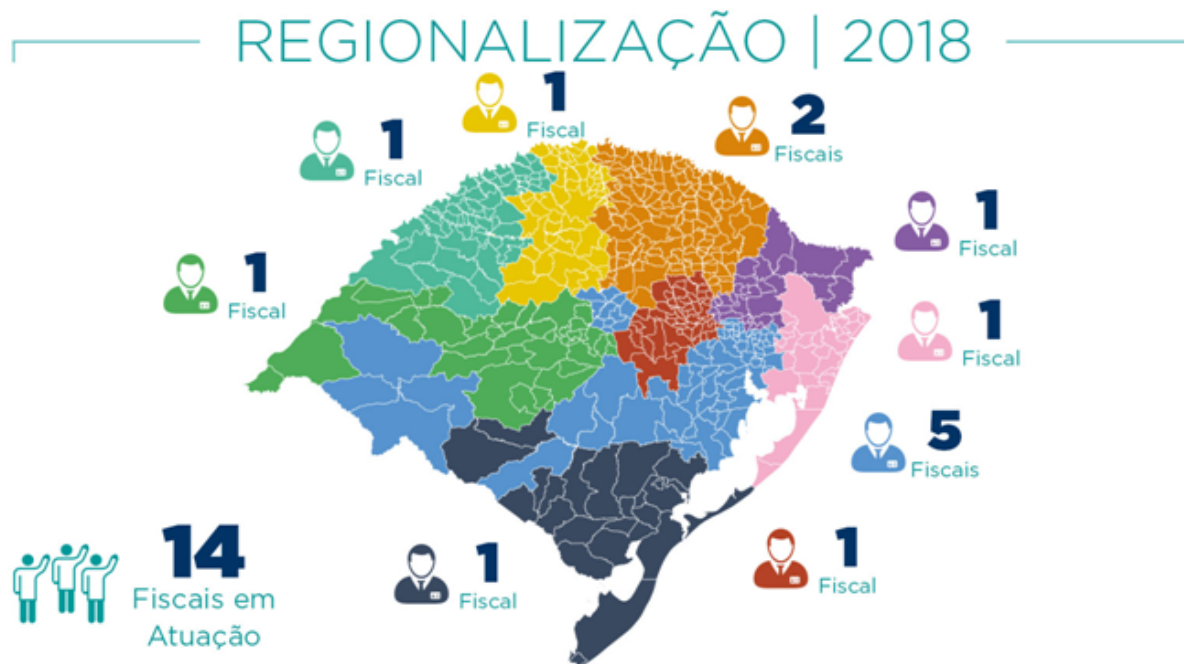 REGIONALIZAÇÃO | 2018
1
Fiscal
2
Fiscais
1
Fiscal
1
Fiscal
1
Fiscal
1
Fiscal
5
Fiscais
1
Fiscal
1
Fiscal
14
Fiscais em
Atuação